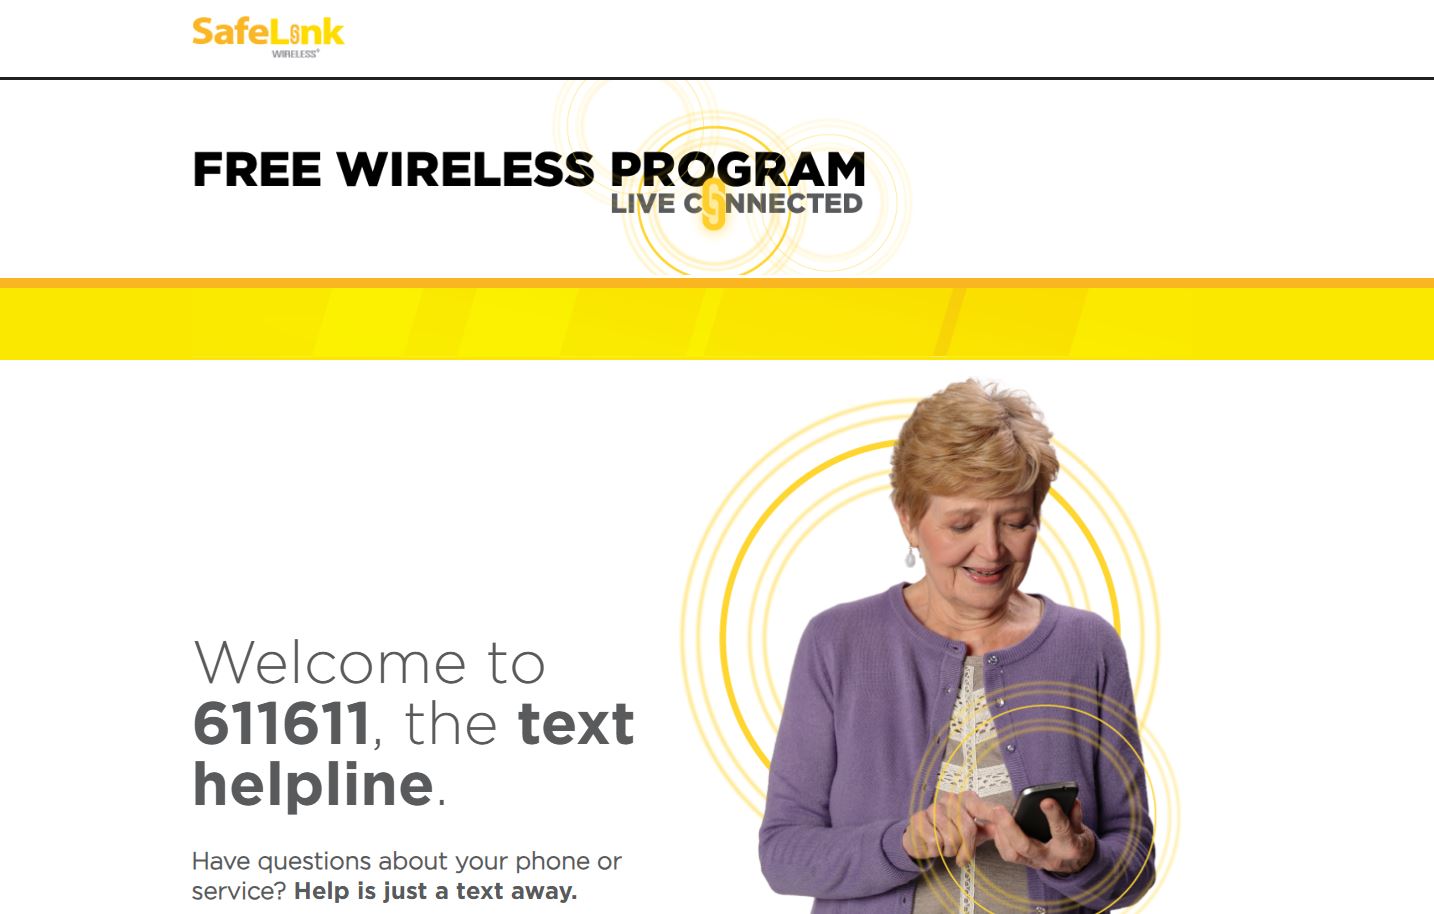 SafeLink
WIRELESS
FREE WIRELESS PROGRAM
LIVE CONNECTED
Welcome to
611611, the text
helpline.
Have questions about your phone or
service? Help is just a text away.